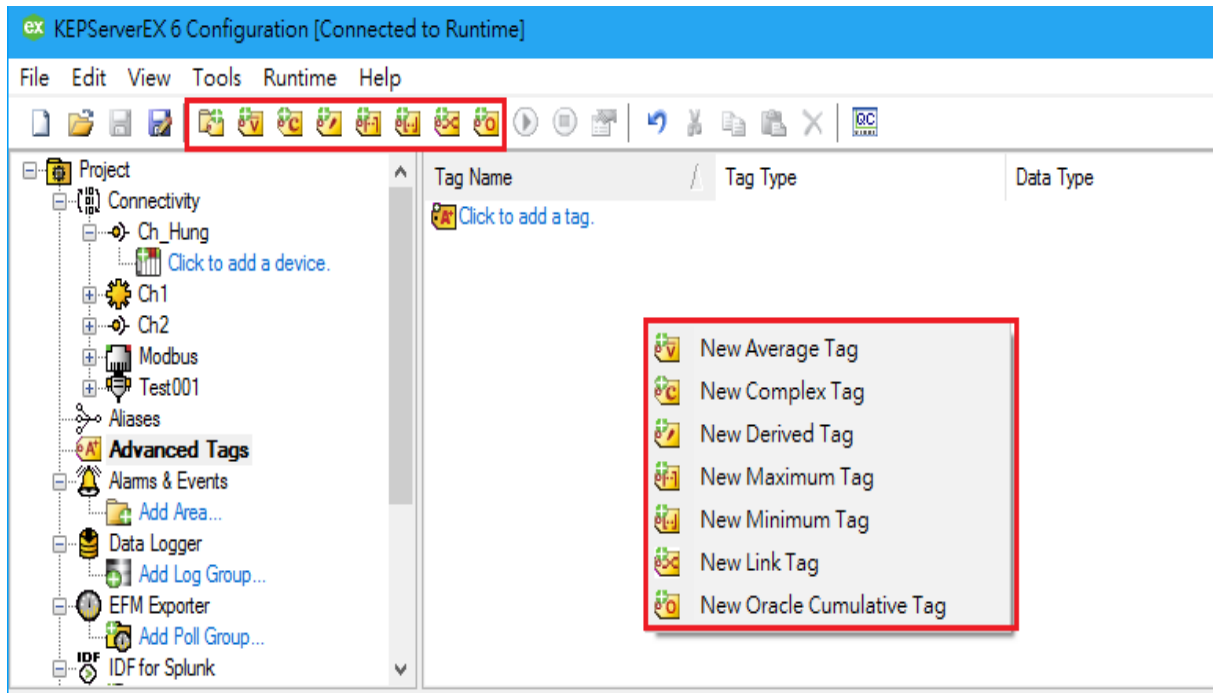 ex KEPServerEX 6 Configuration [Connected to Runtime]
File Edit View Tools Runtime Help
QC
Project
Connectivity
Ch_Hung
Click to add a device.
Ch1
Ch2
Modbus
Test001
Aliases
Advanced Tags
Alarms & Events
Add Area...
Data Logger
Add Log Group...
EFM Exporter
Add Poll Group...
IDF IDF for Splunk
Tag Name Tag Type Data Type
Click to add a tag.
New Average Tag
New Complex Tag
New Derived Tag
New Maximum Tag
New Minimum Tag
New Link Tag
New Oracle Cumulative Tag